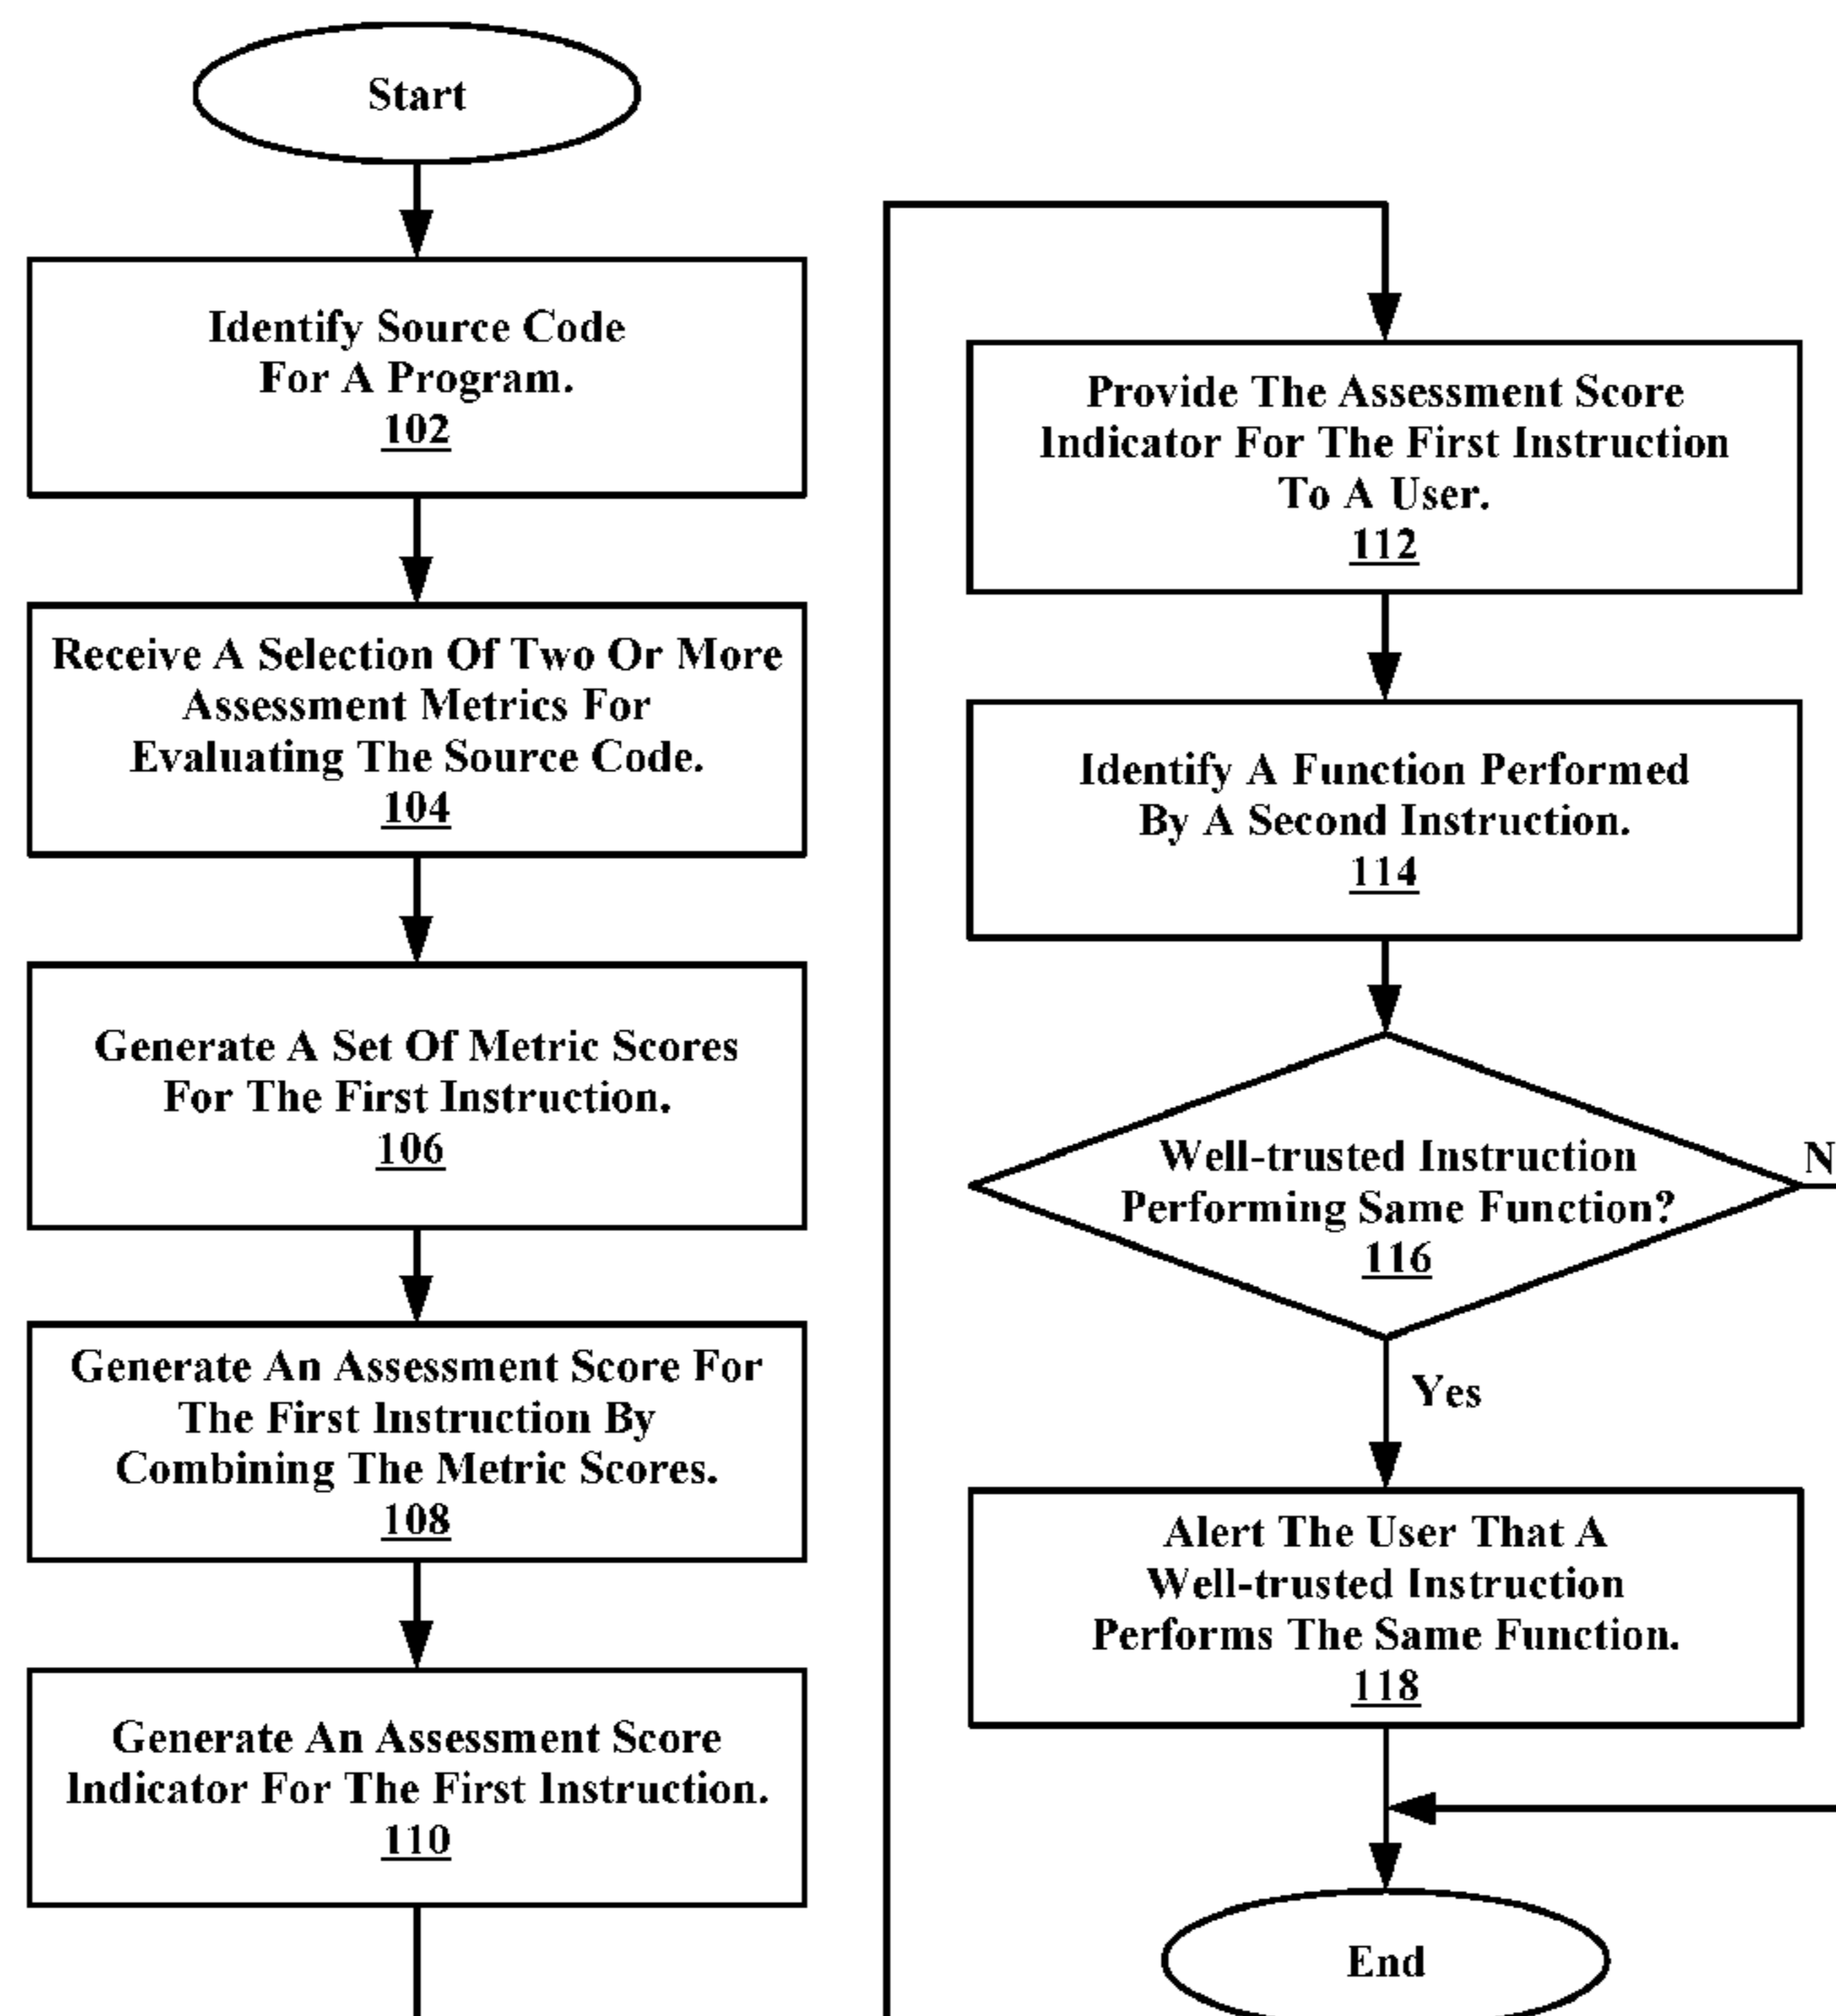 Start
Identify Source Code
For A Program.
102
Receive A Selection Of Two Or More
Assessment Metrics For
Evaluating The Source Code.
104
Generate A Set Of Metric Scores
For The First Instruction.
106
Generate An Assessment Score For
The First Instruction By
Combining The Metric Scores.
108
Generate An Assessment Score
Indicator For The First Instruction.
110
Provide The Assessment Score
Indicator For The First Instruction
To A User.
112
Identify A Function Performed
By A Second Instruction.
114
Well-trusted Instruction
Performing Same Function?
116
Yes
Alert The User That A
Well-trusted Instruction
Performs The Same Function.
118
End